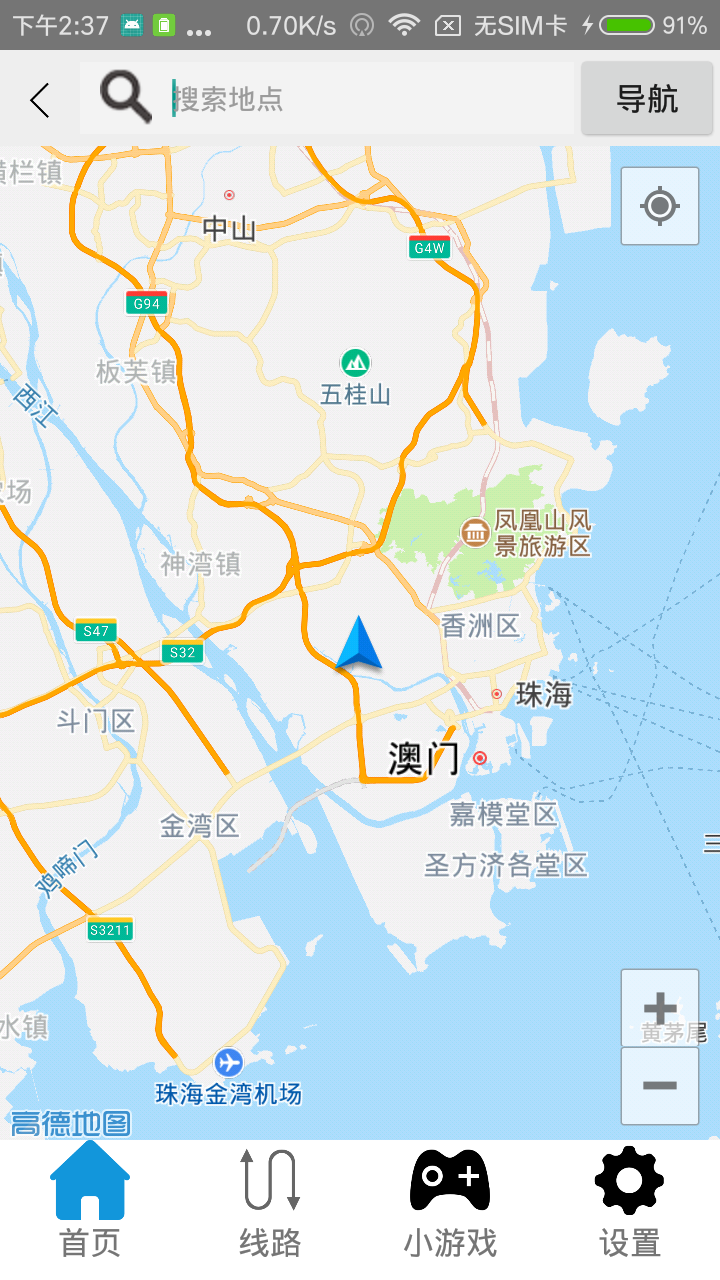 下午2:37 ... 0.70K/s 无SIM卡 91%
搜索地点 导航
横栏镇
中山
G4W
G94
板芙镇
五桂山
西江
农场
凤凰山风
景旅游区
神湾镇
香洲区
S47
S32
珠海
斗门区
澳门
嘉模堂区
金湾区
三
圣方济各堂区
鸡啼门
S3211
水镇
黄茅尾
珠海金湾机场
高德地图
首页 线路 小游戏 设置